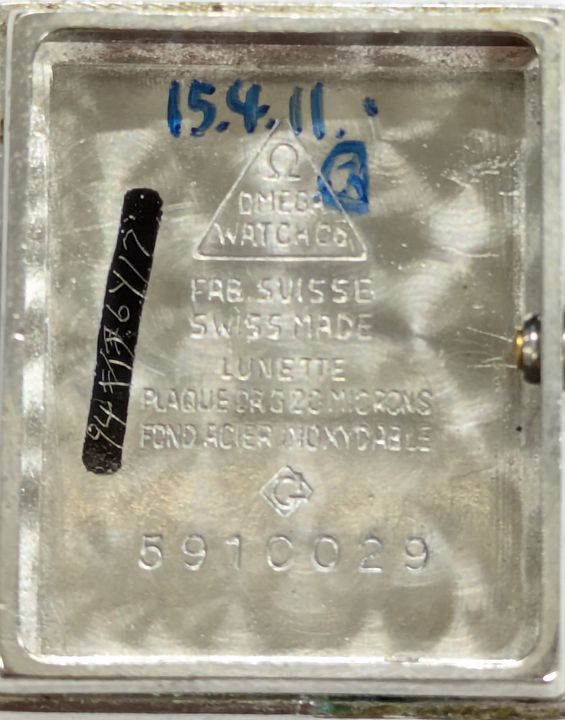 15.4.11.
Ω
OMEGA
WATCH Co
FAB. SUISSE
SWISS MADE
LUNETTE
PLAQUE OR G 20 MICRONS
FOND ACIER INOXYDABLE
G
5910029